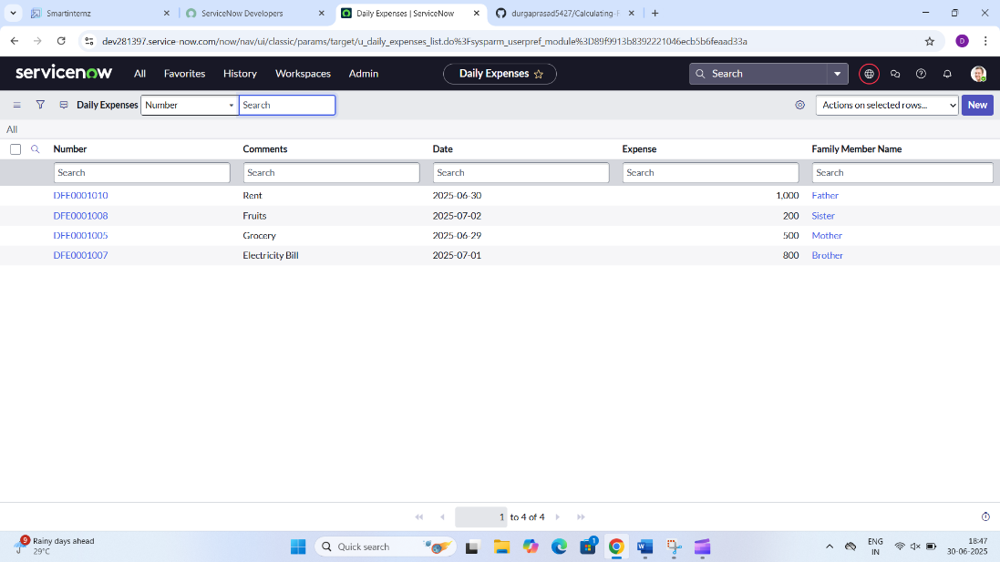 Smartinternz
ServiceNow Developers
Daily Expenses | ServiceNow
durgaprasad5427/Calculating-F
dev281397.service-now.com/now/nav/ui/classic/params/target/u_daily_expenses_list.do%3Fsysparm_userpref_module%3D89f9913b8392221046ecb5b6feaad33a
D
servicenow All Favorites History Workspaces Admin Daily Expenses Search
Daily Expenses Number Search Actions on selected rows... New
All
Number Comments Date Expense Family Member Name
Search Search Search Search Search
DFE0001010 Rent 2025-06-30 1,000 Father
DFE0001008 Fruits 2025-07-02 200 Sister
DFE0001005 Grocery 2025-06-29 500 Mother
DFE0001007 Electricity Bill 2025-07-01 800 Brother
1 to 4 of 4
9
Rainy days ahead
29°C
Quick search
1
ENG
IN
18:47
30-06-2025